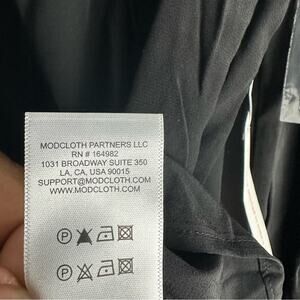 MODCLOTH PARTNERS LLC
RN # 164982
1031 BROADWAY SUITE 350
LA, CA, USA 90015
SUPPORT@MODCLOTH.COM
WWW.MODCLOTH.COM
P
P